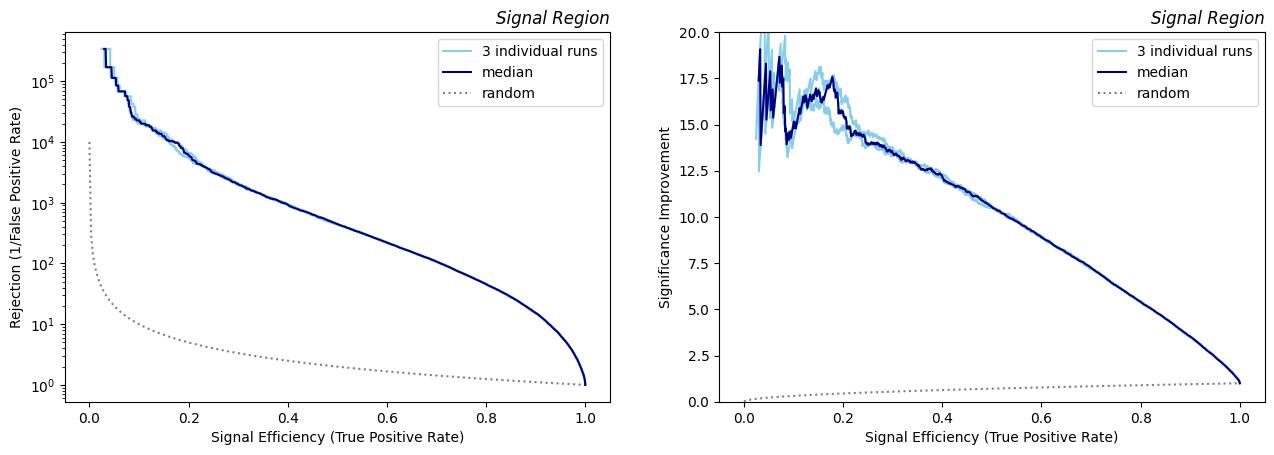 Signal Region
3 individual runs
median
random
Rejection (1/False Positive Rate)
10^5
10^4
10^3
10^2
10^1
10^0
0.0 0.2 0.4 0.6 0.8 1.0
Signal Efficiency (True Positive Rate)
Signal Region
3 individual runs
median
random
Significance Improvement
20.0
17.5
15.0
12.5
10.0
7.5
5.0
2.5
0.0
0.0 0.2 0.4 0.6 0.8 1.0
Signal Efficiency (True Positive Rate)